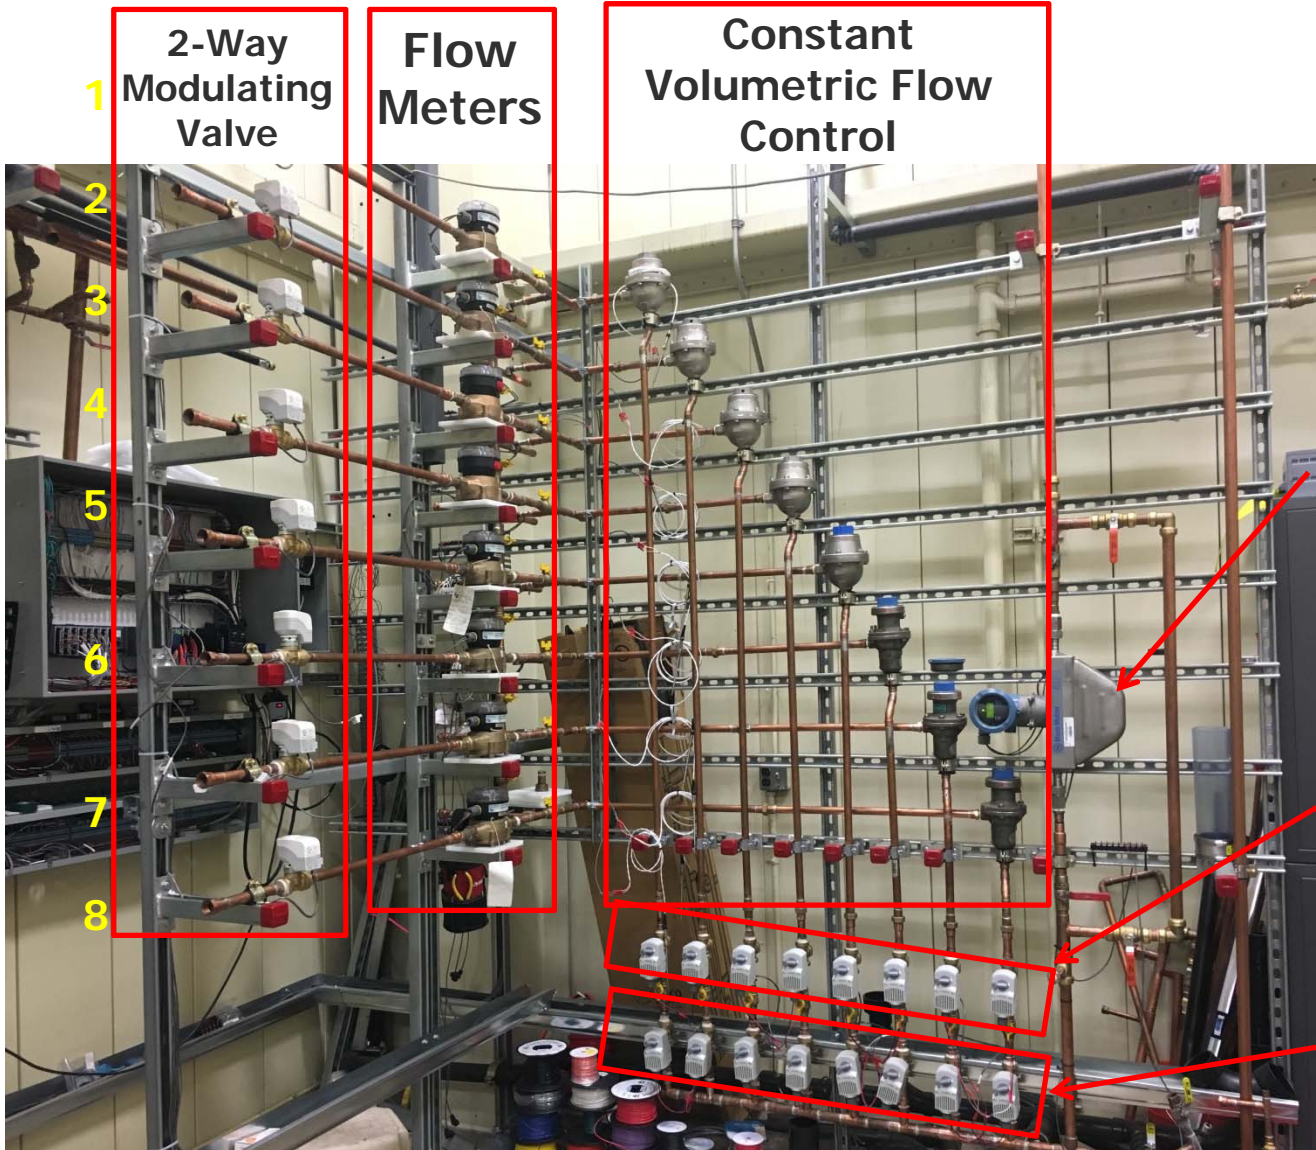 2-Way
Modulating
Valve
Flow
Meters
Constant
Volumetric Flow
Control
1
2
3
4
5
6
7
8